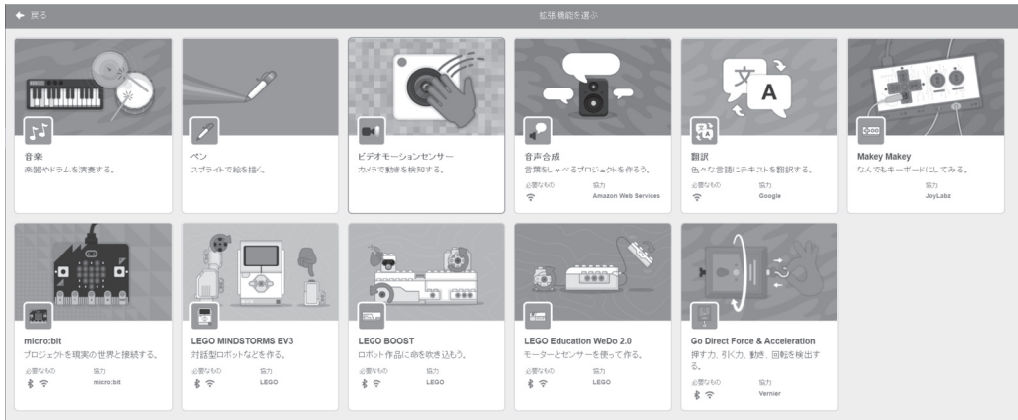 戻る
拡張機能を選ぶ
音楽
楽器やドラムを演奏する。
ペン
スプライトで絵を描く。
ビデオモーションセンサー
カメラで動きを検知する。
音声合成
言葉をしゃべるプロジェクトを作ろう。
必要なもの 協力
Amazon Web Services
翻訳
文 A
色々な言語にテキストを翻訳する。
必要なもの 協力
Google
Makey Makey
なんでもキーボードにしてみる。
協力
JoyLabz
micro:bit
プロジェクトを現実の世界と接続する。
必要なもの 協力
micro:bit
LEGO MINDSTORMS EV3
対話型ロボットなどを作る。
必要なもの 協力
LEGO
LEGO BOOST
ロボット作品に命を吹き込もう。
必要なもの 協力
LEGO
LEGO Education WeDo 2.0
モーターとセンサーを使って作る。
必要なもの 協力
LEGO
Go Direct Force & Acceleration
押す力、引く力、動き、回転を検出す
る。
必要なもの 協力
Vernier